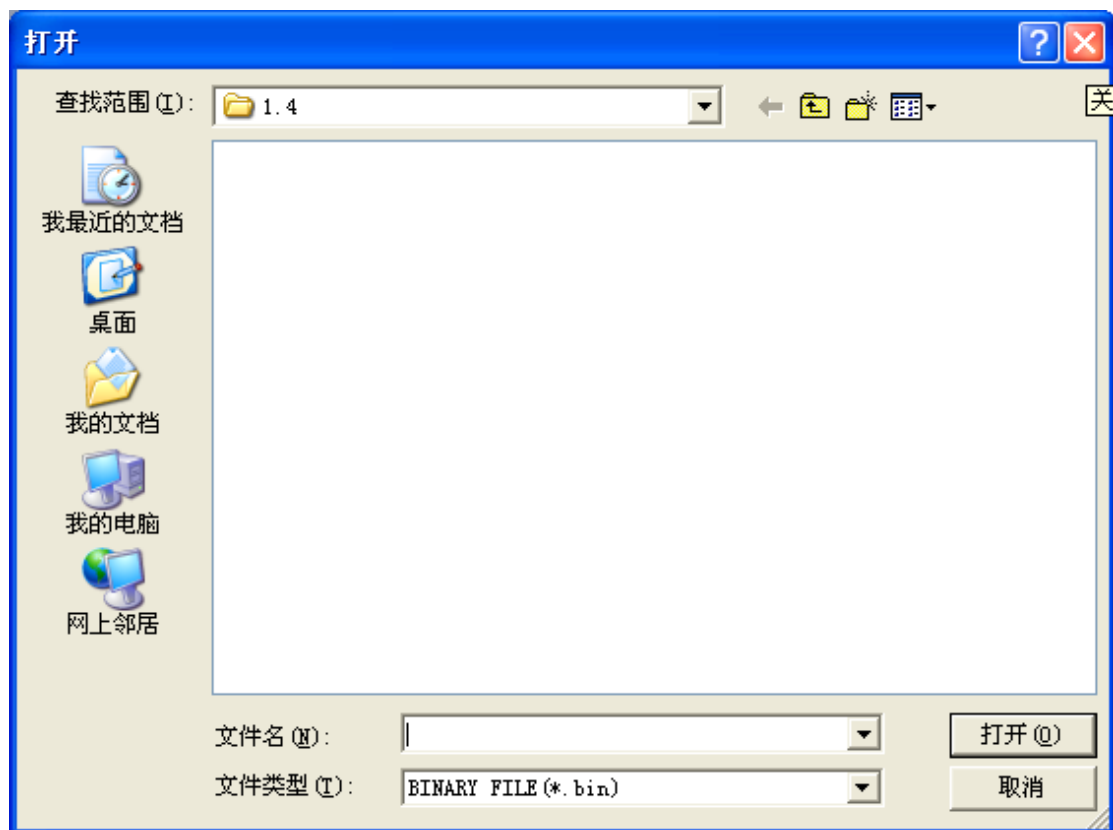 打开
查找范围(I):
1.4
关
我最近的文档
桌面
我的文档
我的电脑
网上邻居
文件名(N):
打开(O)
文件类型(T):
BINARY FILE(*.bin)
取消